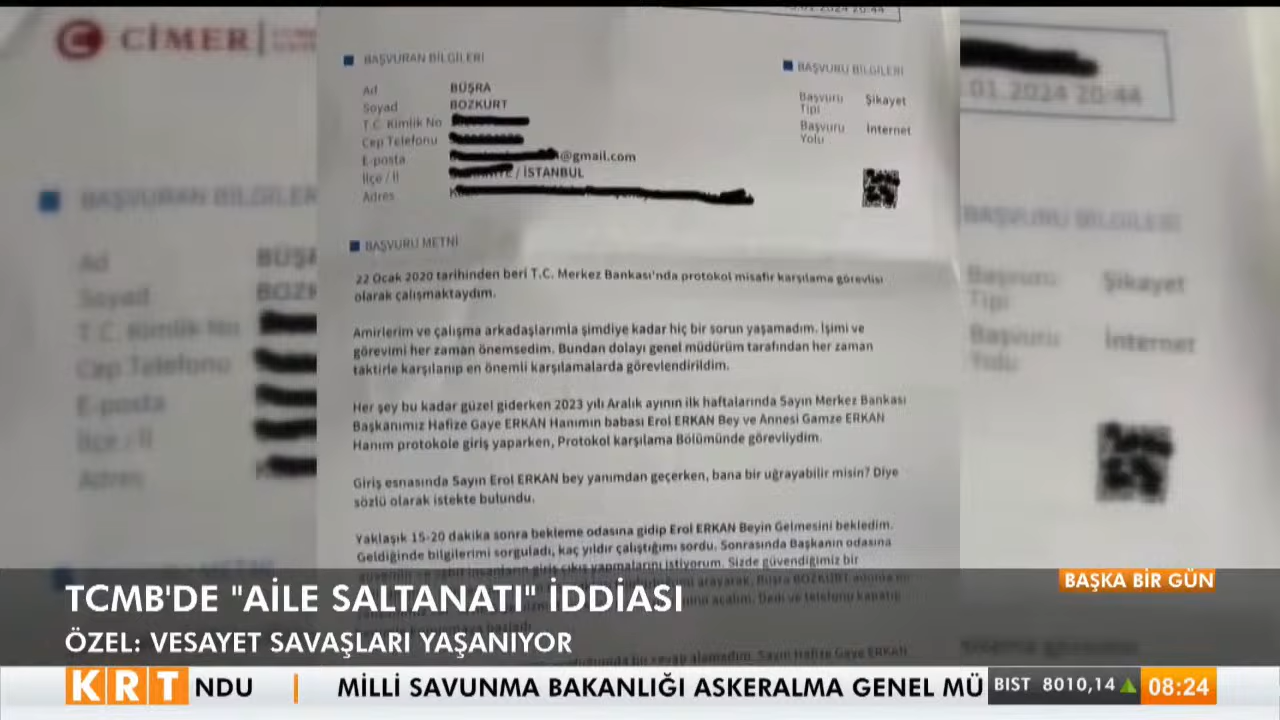 CİMER
01.2024 20:44
BAŞVURAN BİLGİLERİ
Ad BÜŞRA
Soyad BOZKURT
T.C. Kimlik No
Cep Telefonu
E-posta @gmail.com
İlçe / İl / İSTANBUL
Adres
BAŞVURU BİLGİLERİ
Başvuru Tipi Şikayet
Başvuru Yolu İnternet
BAŞVURU METNİ
22 Ocak 2020 tarihinden beri T.C. Merkez Bankası'nda protokol misafir karşılama görevlisi
olarak çalışmaktaydım.
Amirlerim ve çalışma arkadaşlarımla şimdiye kadar hiç bir sorun yaşamadım. İşimi ve
görevimi her zaman önemsedim. Bundan dolayı genel müdürüm tarafından her zaman
taktirle karşılanıp en önemli karşılamalarda görevlendirildim.
Her şey bu kadar güzel giderken 2023 yılı Aralık ayının ilk haftalarında Sayın Merkez Bankası
Başkanımız Hafize Gaye ERKAN Hanımın babası Erol ERKAN Bey ve Annesi Gamze ERKAN
Hanım protokole giriş yaparken, Protokol karşılama Bölümünde görevliydim.
Giriş esnasında Sayın Erol ERKAN bey yanımdan geçerken, bana bir uğrayabilir misin? Diye
sözlü olarak istekte bulundu.
Yaklaşık 15-20 dakika sonra bekleme odasına gidip Erol ERKAN Beyin Gelmesini bekledim.
Geldiğinde bilgilerimi sorguladı, kaç yıldır çalıştığımı sordu. Sonrasında Başkanın odasına
giriş çıkış yapmalarını istiyorum. Sizde güvendiğimiz bir
BAŞKA BİR GÜN
TCMB'DE "AİLE SALTANATI" İDDİASI
ÖZEL: VESAYET SAVAŞLARI YAŞANIYOR
KRT NDU | MİLLİ SAVUNMA BAKANLIĞI ASKERALMA GENEL MÜ BIST 8010,14 08:24